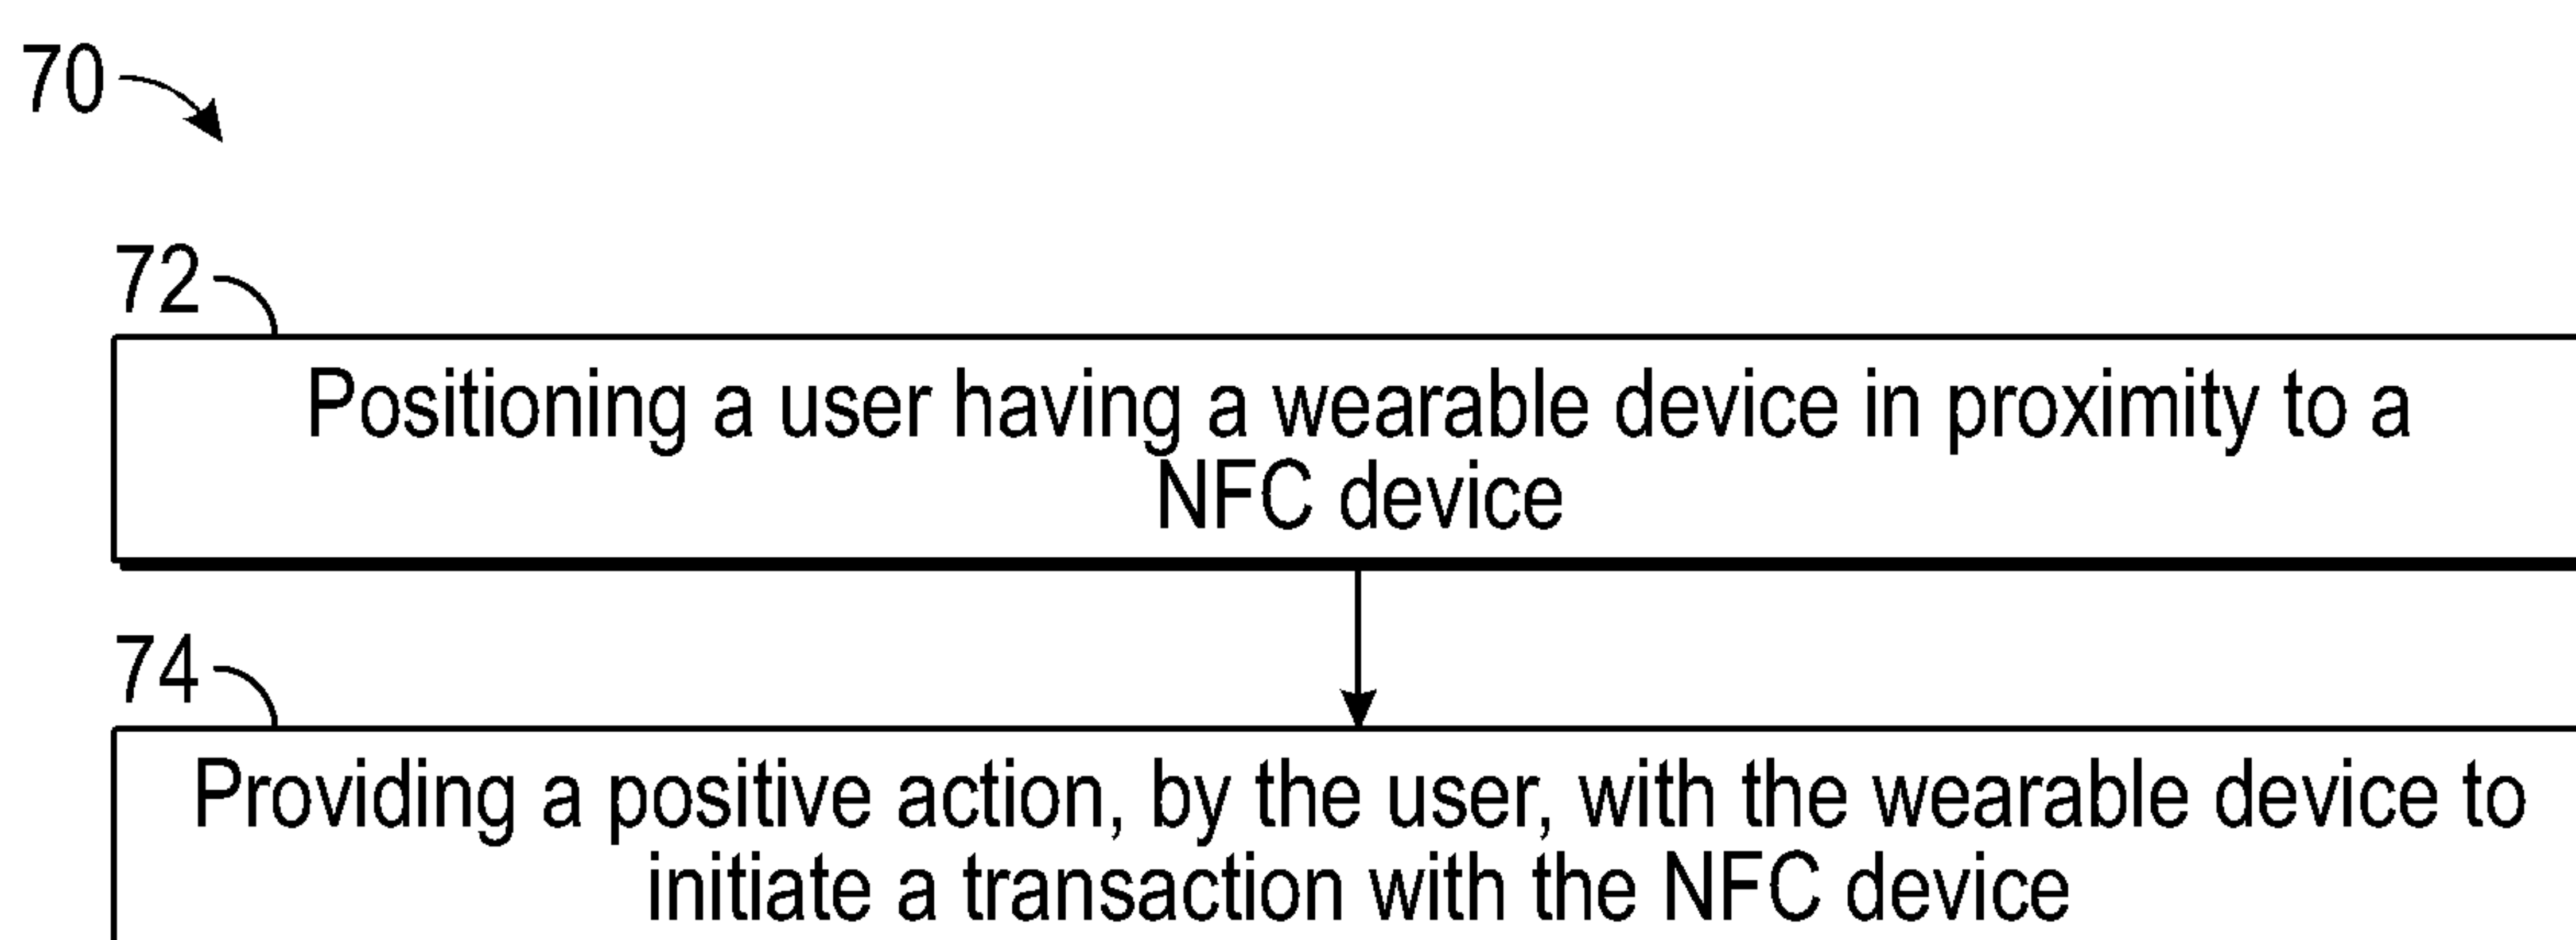 70
72
Positioning a user having a wearable device in proximity to a
NFC device
74
Providing a positive action, by the user, with the wearable device to
initiate a transaction with the NFC device